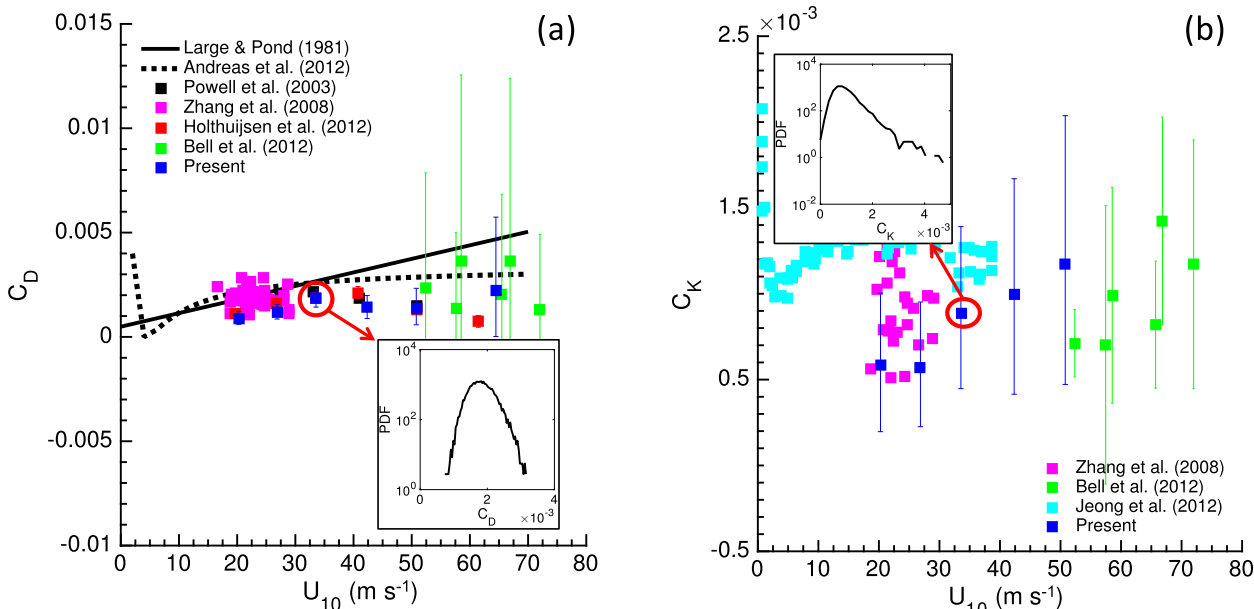 (a)
0.015
0.01
0.005
0
-0.005
-0.01
C_D
Large & Pond (1981)
Andreas et al. (2012)
Powell et al. (2003)
Zhang et al. (2008)
Holthuijsen et al. (2012)
Bell et al. (2012)
Present
10^4
10^2
10^0
PDF
0 2 4
C_D ×10^-3
0 10 20 30 40 50 60 70 80
U_10 (m s^-1)
×10^-3
(b)
2.5
1.5
0.5
-0.5
C_K
10^4
10^2
10^0
10^-2
PDF
0 2 4
C_K ×10^-3
Zhang et al. (2008)
Bell et al. (2012)
Jeong et al. (2012)
Present
0 10 20 30 40 50 60 70 80
U_10 (m s^-1)